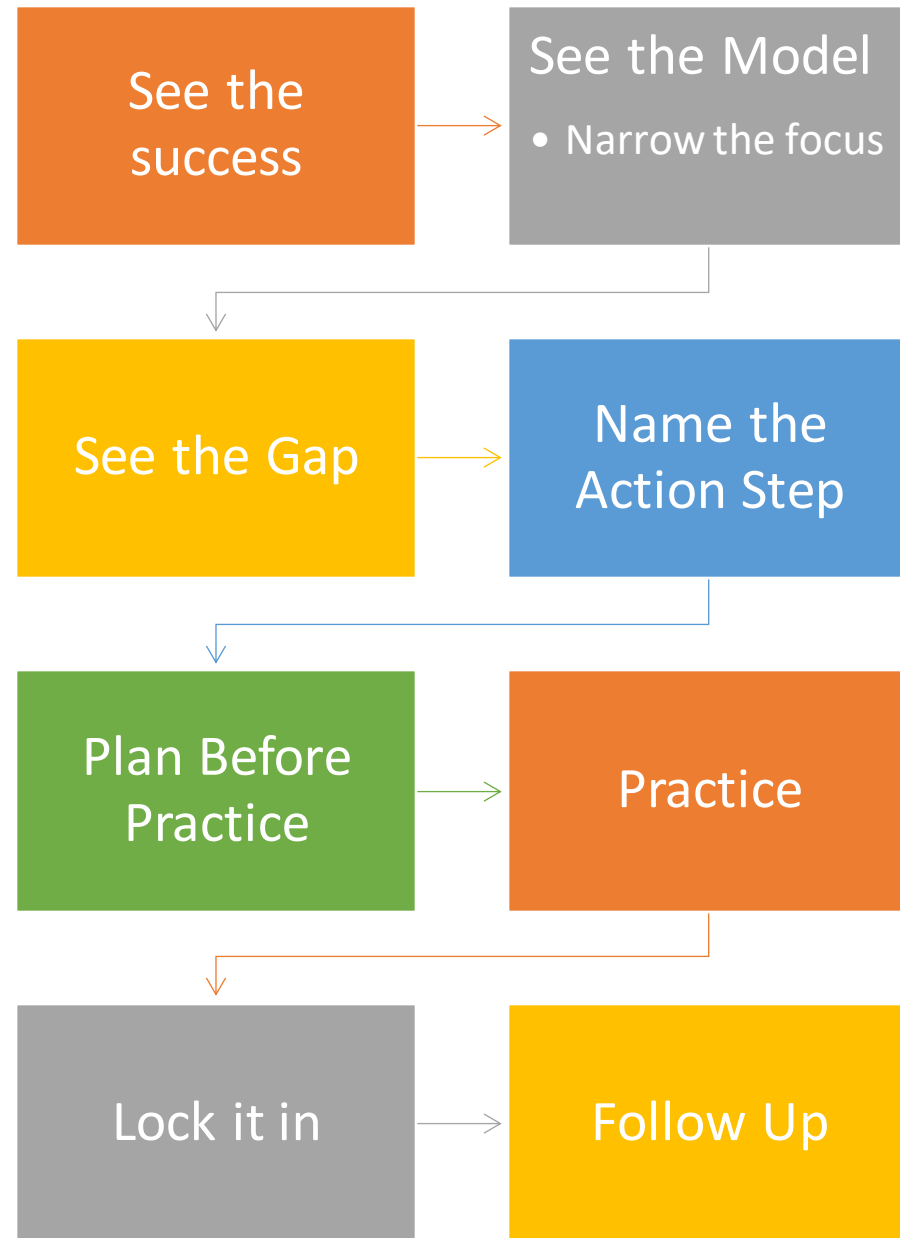 See the
success
See the Model
• Narrow the focus
See the Gap
Name the
Action Step
Plan Before
Practice
Practice
Lock it in
Follow Up